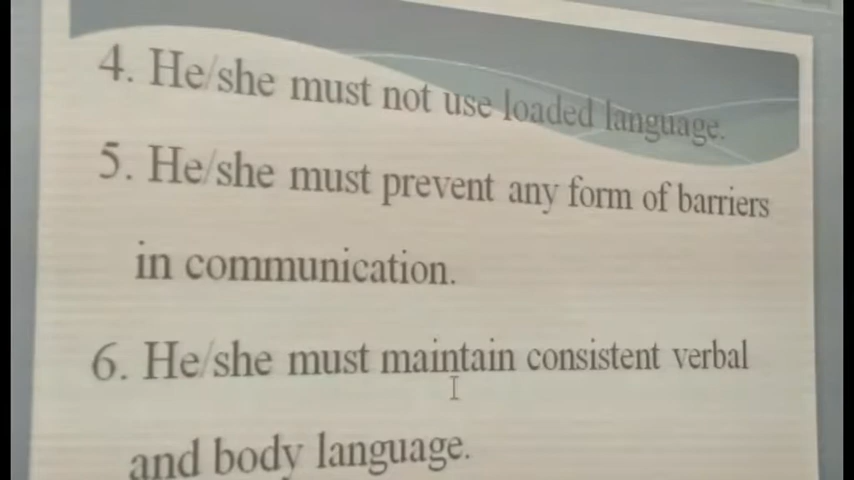 4. He/she must not use loaded language.
5. He/she must prevent any form of barriers
in communication.
6. He/she must maintain consistent verbal
and body language.